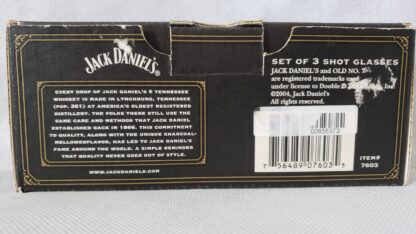 JACK DANIEL'S
EVERY DROP OF JACK DANIEL'S TENNESSEE
WHISKEY IS MADE IN LYNCHBURG, TENNESSEE
(POP. 361) AT AMERICA'S OLDEST REGISTERED
DISTILLERY. THE FOLKS THERE STILL USE THE
SAME CARE AND METHODS THAT JACK DANIEL
ESTABLISHED BACK IN 1866. THIS COMMITMENT
TO QUALITY, ALONG WITH THE UNIQUE CHARCOAL-
MELLOWEDFLAVOR, HAS LED TO JACK DANIEL'S
FAME AROUND THE WORLD. A SIMPLE REMINDER
THAT QUALITY NEVER GOES OUT OF STYLE.
WWW.JACKDANIELS.COM
SET OF 3 SHOT GLASSES
JACK DANIEL'S and OLD NO. 7
are registered trademarks used
under license to Double D Inc.
©2004, Jack Daniel's
All rights reserved.
00655373
7 56489 07603 5
ITEM#
7603